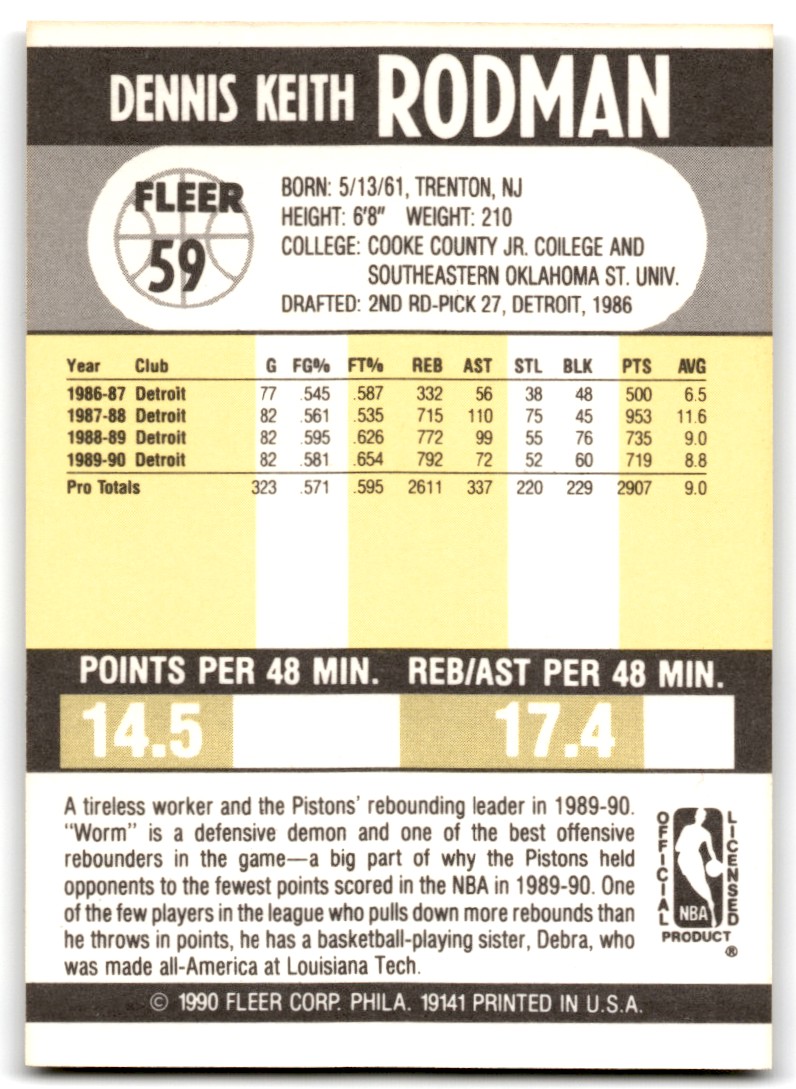 DENNIS KEITH RODMAN
FLEER
59
BORN: 5/13/61, TRENTON, NJ
HEIGHT: 6'8" WEIGHT: 210
COLLEGE: COOKE COUNTY JR. COILEGE AND
SOUTHEASTERN OKLAHOMA ST. UNIV.
DRAFTED: 2ND RD-PICK 27, DETROIT, 1986
Year Club G FG% FT% REB AST STL BLK PTS AVG
1986-87 Detroit 77 .545 .587 332 56 38 48 500 6.5
1987-88 Detroit 82 .561 .535 715 110 75 45 953 11.6
1988-89 Detroit 82 .595 .626 772 99 55 76 735 9.0
1989-90 Detroit 82 .581 .654 792 72 52 60 719 8.8
Pro Totals 323 .571 .595 2611 337 220 229 2907 9.0
POINTS PER 48 MIN. REB/AST PER 48 MIN.
14.5 17.4
A tireless worker and the Pistons' rebounding leader in 1989-90.
"Worm" is a defensive demon and one of the best offensive
rebounders in the game—a big part of why the Pistons held
opponents to the fewest points scored in the NBA in 1989-90. One
of the few players in the league who pulls down more rebounds than
he throws in points, he has a basketball-playing sister, Debra, who
was made all-America at Louisiana Tech.
OFFICIAL
LICENSED
NBA
PRODUCT
®
© 1990 FLEER CORP. PHILA. 19141 PRINTED IN U.S.A.